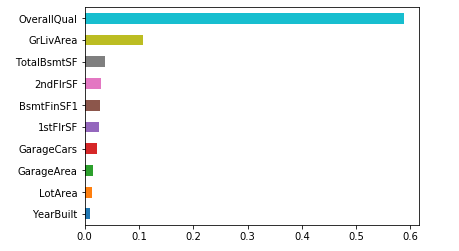 OverallQual
GrLivArea
TotalBsmtSF
2ndFlrSF
BsmtFinSF1
1stFlrSF
GarageCars
GarageArea
LotArea
YearBuilt
0.0 0.1 0.2 0.3 0.4 0.5 0.6